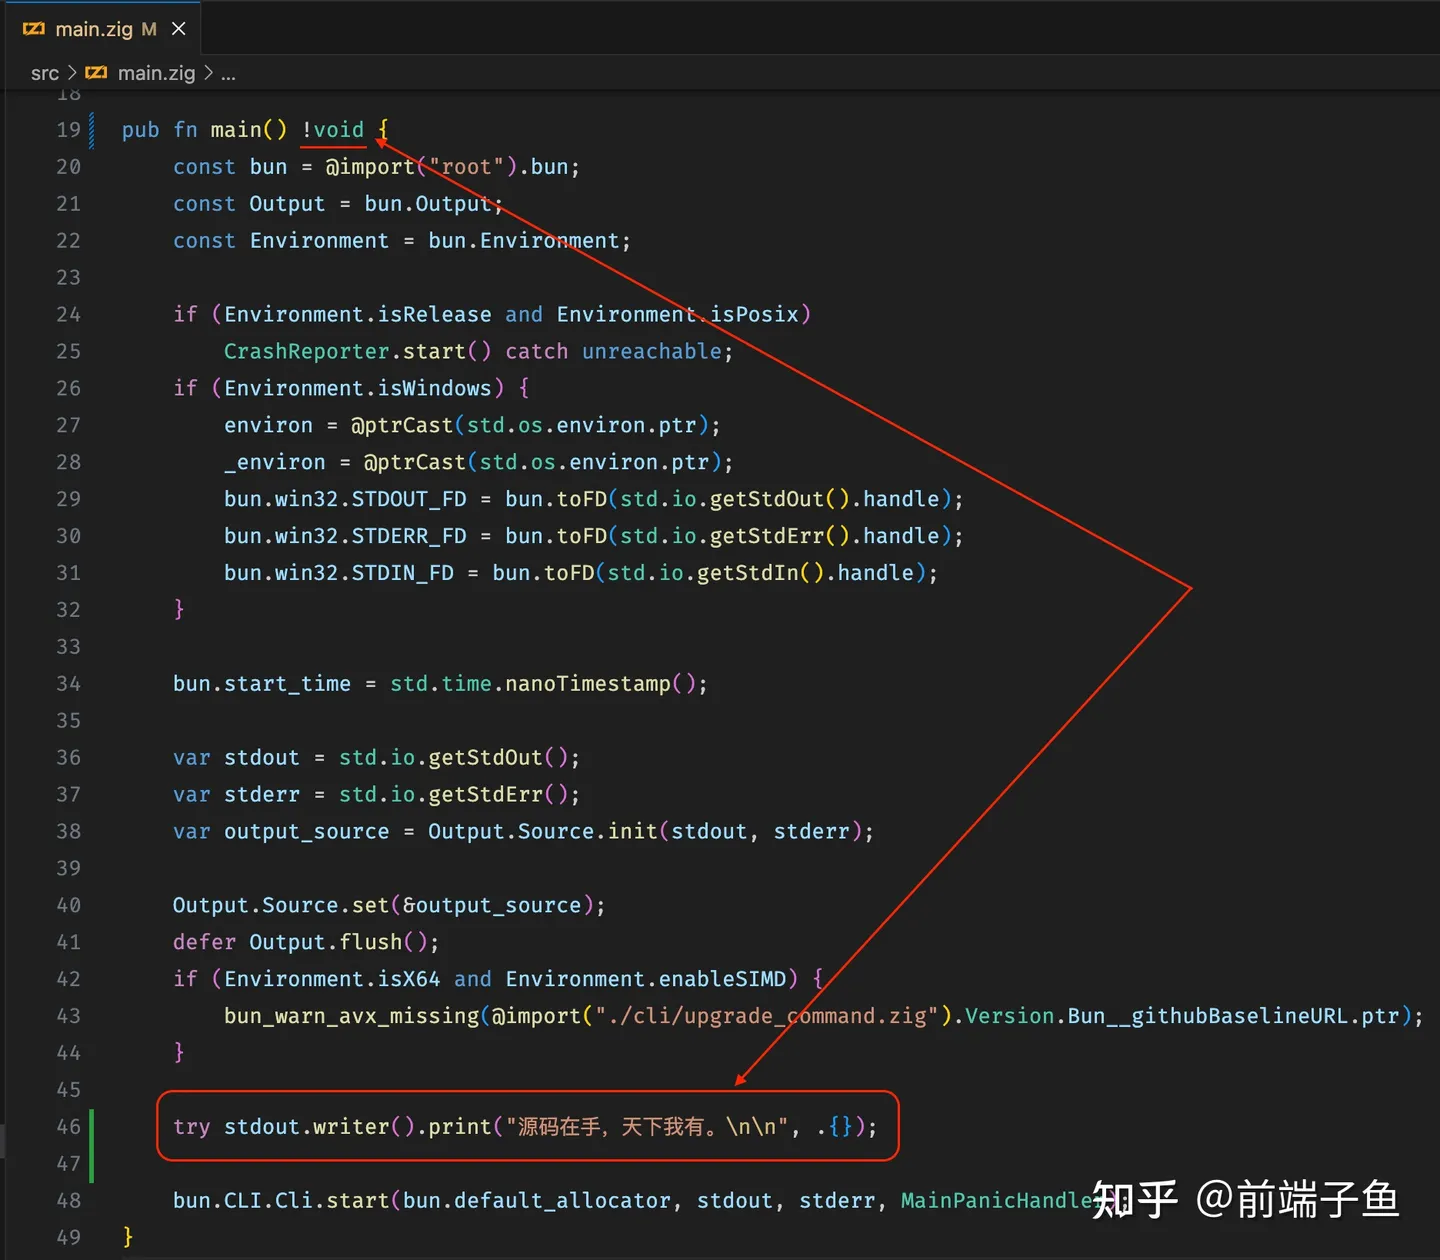 main.zig M
src > main.zig > ...
18
19 pub fn main() !void {
20 const bun = @import("root").bun;
21 const Output = bun.Output;
22 const Environment = bun.Environment;
23
24 if (Environment.isRelease and Environment.isPosix)
25 CrashReporter.start() catch unreachable;
26 if (Environment.isWindows) {
27 environ = @ptrCast(std.os.environ.ptr);
28 _environ = @ptrCast(std.os.environ.ptr);
29 bun.win32.STDOUT_FD = bun.toFD(std.io.getStdOut().handle);
30 bun.win32.STDERR_FD = bun.toFD(std.io.getStdErr().handle);
31 bun.win32.STDIN_FD = bun.toFD(std.io.getStdIn().handle);
32 }
33
34 bun.start_time = std.time.nanoTimestamp();
35
36 var stdout = std.io.getStdOut();
37 var stderr = std.io.getStdErr();
38 var output_source = Output.Source.init(stdout, stderr);
39
40 Output.Source.set(&output_source);
41 defer Output.flush();
42 if (Environment.isX64 and Environment.enableSIMD) {
43 bun_warn_avx_missing(@import("./cli/upgrade_command.zig").Version.Bun__githubBaselineURL.ptr);
44 }
45
46 try stdout.writer().print("源码在手，天下我有。\n\n", .{});
47
48 bun.CLI.Cli.start(bun.default_allocator, stdout, stderr, MainPanicHandler);
49 }
知乎 @前端子鱼